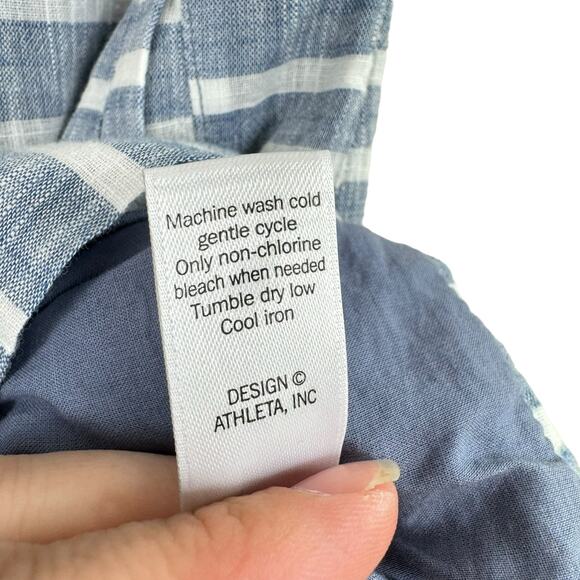 Machine wash cold
gentle cycle
Only non-chlorine
bleach when needed
Tumble dry low
Cool iron
DESIGN ©
ATHLETA, INC